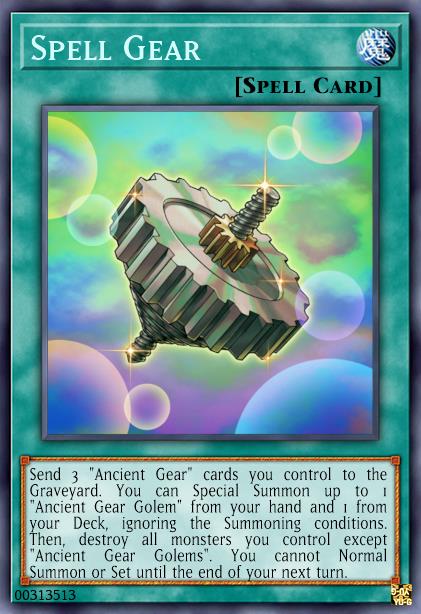 Spell Gear
魔
[Spell Card]
Send 3 "Ancient Gear" cards you control to the
Graveyard. You can Special Summon up to 1
"Ancient Gear Golem" from your hand and 1 from
your Deck, ignoring the Summoning conditions.
Then, destroy all monsters you control except
"Ancient Gear Golems". You cannot Normal
Summon or Set until the end of your next turn.
00313513